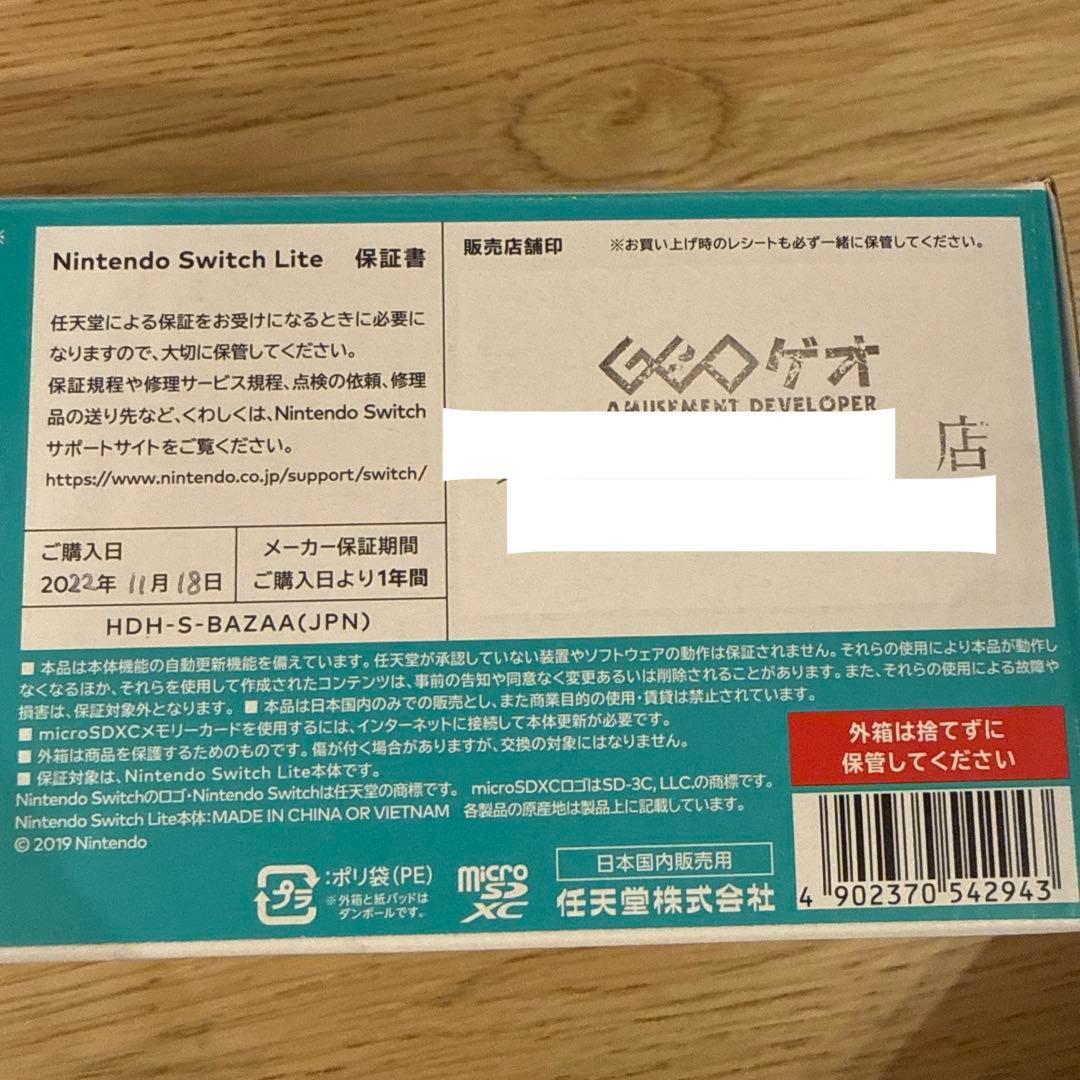 Nintendo Switch Lite 保証書
任天堂による保証をお受けになるときに必要に
なりますので、大切に保管してください。
保証規程や修理サービス規程、点検の依頼、修理
品の送り先など、くわしくは、Nintendo Switch
サポートサイトをご覧ください。
https://www.nintendo.co.jp/support/switch/
ご購入日
2022年 11月 18日
メーカー保証期間
ご購入日より1年間
HDH-S-BAZAA(JPN)
販売店舗印 ※お買い上げ時のレシートも必ず一緒に保管してください。
GEOゲオ
AMUSEMENT DEVELOPER
店
■ 本品は本体機能の自動更新機能を備えています。任天堂が承認していない装置やソフトウェアの動作は保証されません。それらの使用により本品が動作し
なくなるほか、それらを使用して作成されたコンテンツは、事前の告知や同意なく変更あるいは削除されることがあります。また、それらの使用による故障や
損害は、保証対象外となります。 ■ 本品は日本国内のみでの販売とし、また商業目的の使用・賃貸は禁止されています。
■ microSDXCメモリーカードを使用するには、インターネットに接続して本体更新が必要です。
■ 外箱は商品を保護するためのものです。傷が付く場合がありますが、交換の対象にはなりません。
■ 保証対象は、Nintendo Switch Lite本体です。
Nintendo Switchのロゴ・Nintendo Switchは任天堂の商標です。 microSDXCロゴはSD-3C, LLC.の商標です。
Nintendo Switch Lite本体：MADE IN CHINA OR VIETNAM 各製品の原産地は製品上に記載しています。
© 2019 Nintendo
外箱は捨てずに
保管してください
プラ
：ポリ袋（PE）
※外箱と紙パッドは
ダンボールです。
micro
SD
XC
日本国内販売用
任天堂株式会社
4 902370 542943